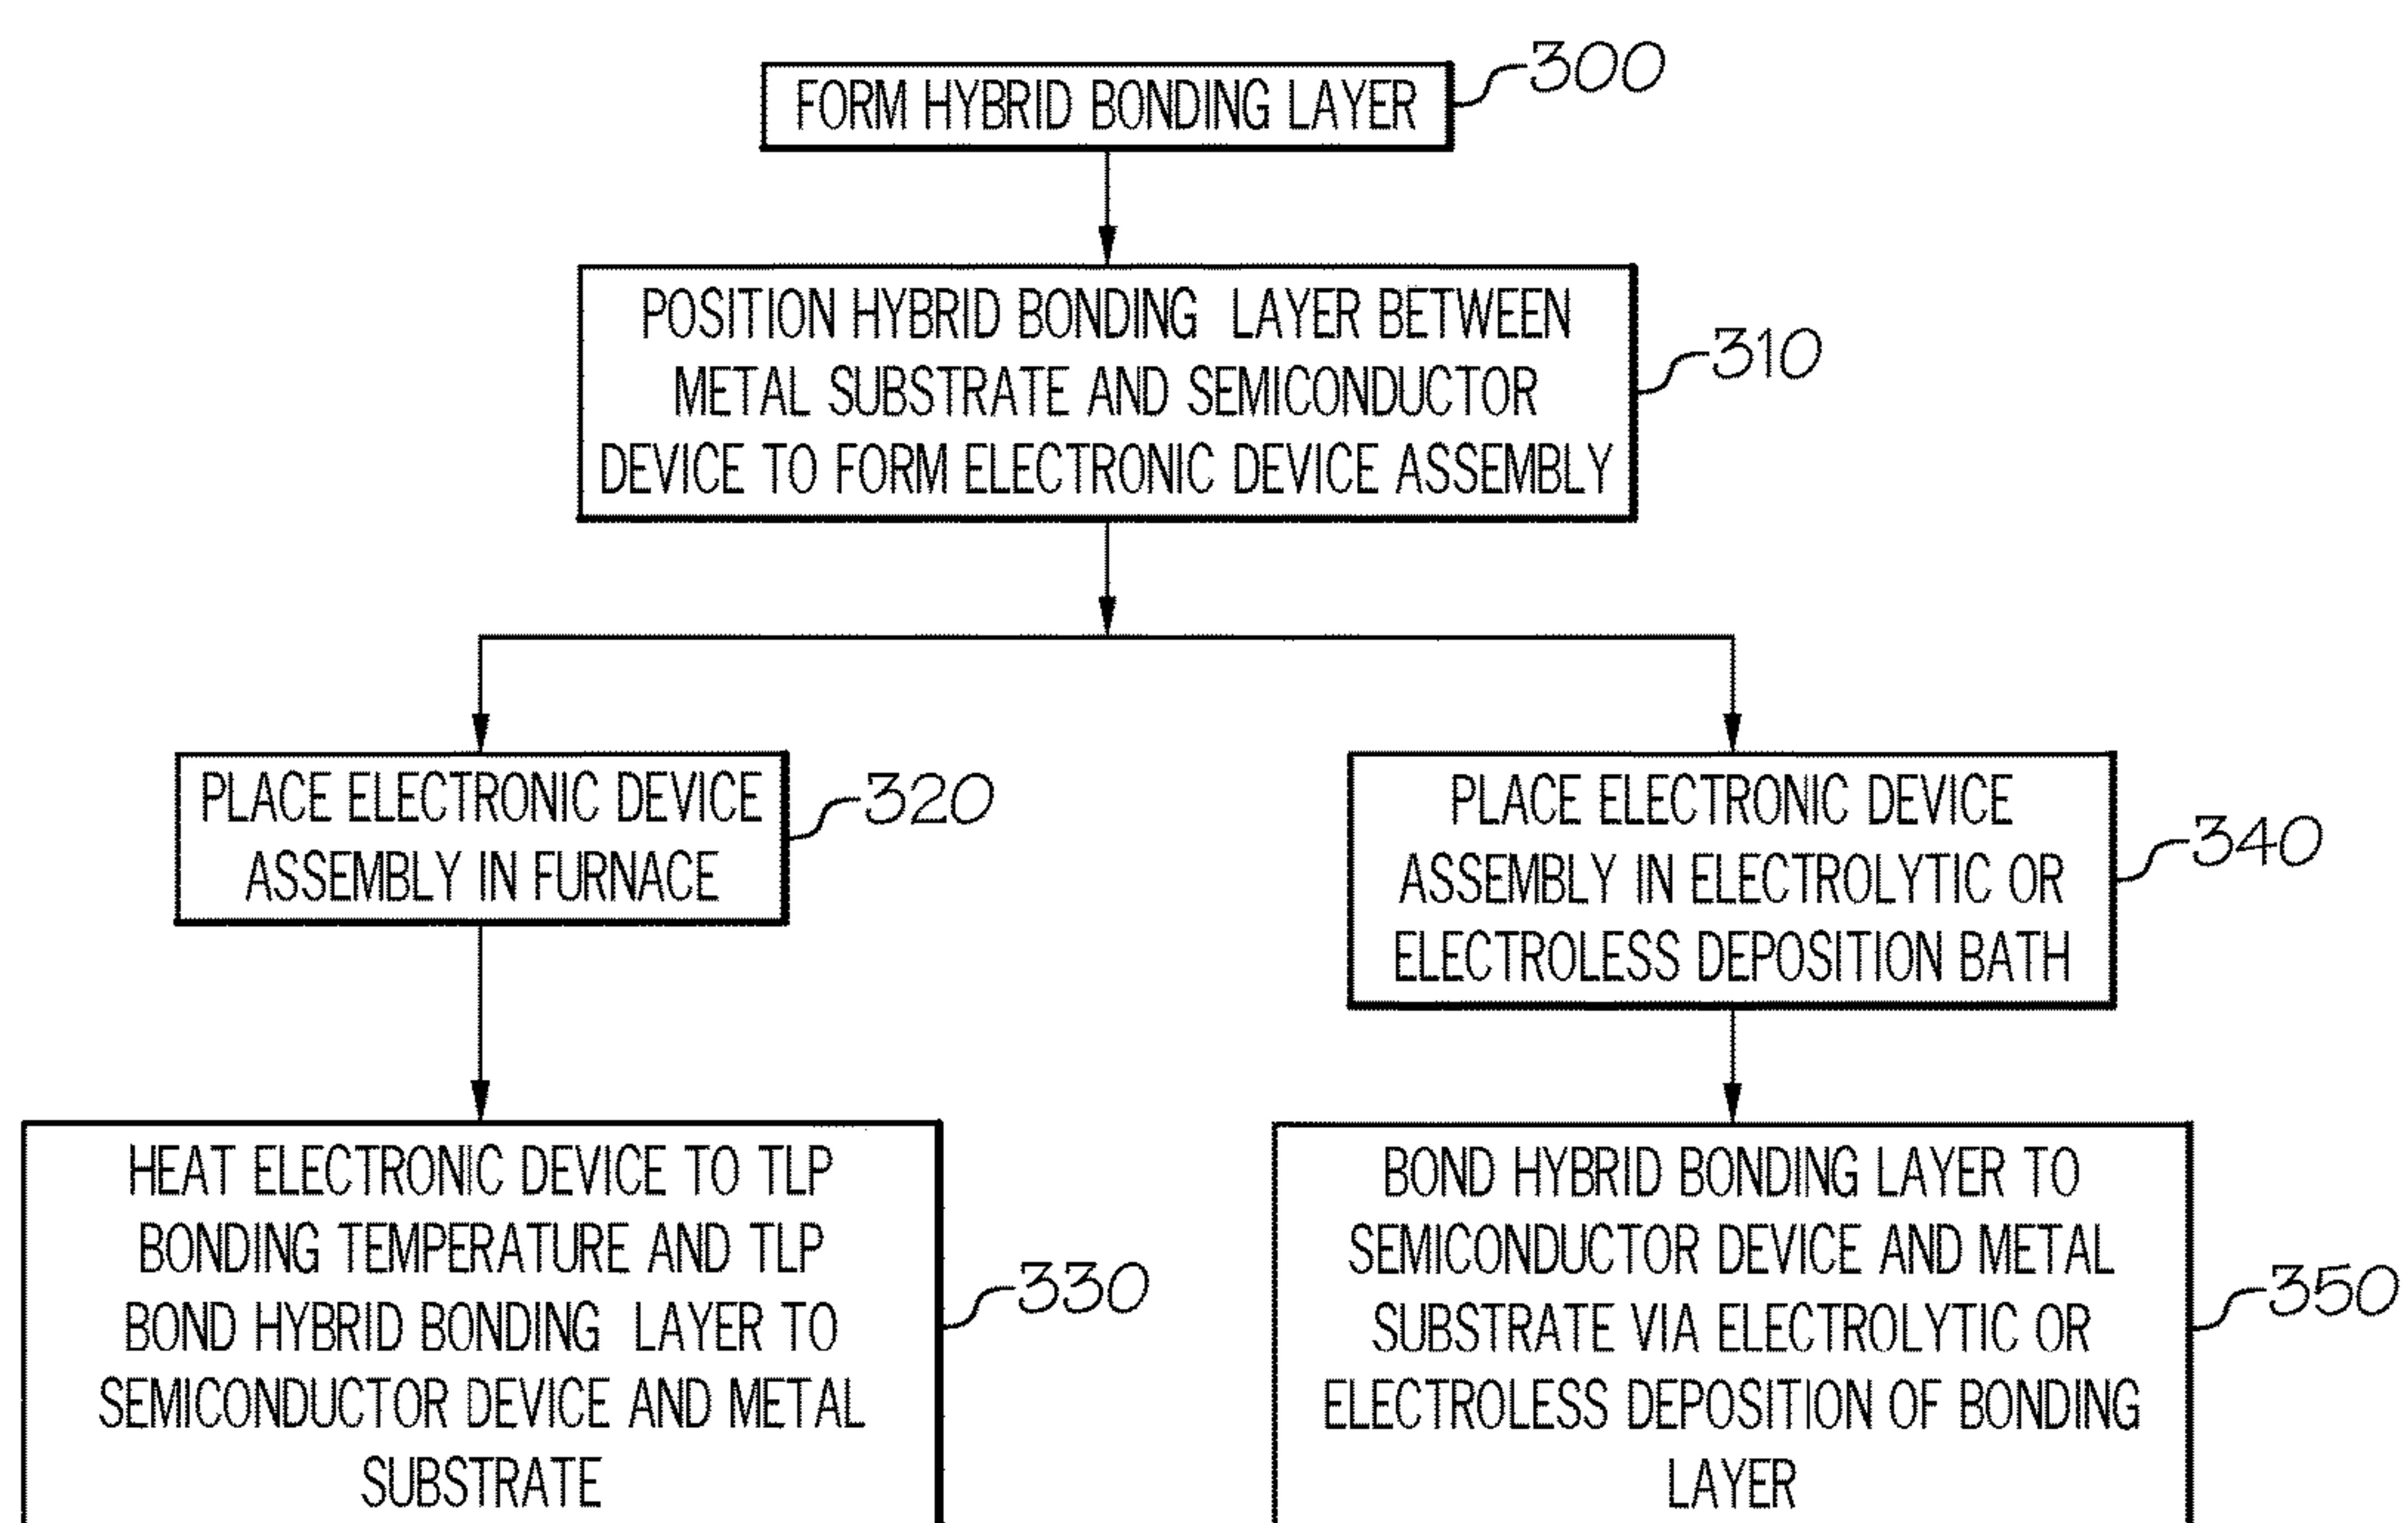 FORM HYBRID BONDING LAYER
300
POSITION HYBRID BONDING LAYER BETWEEN
METAL SUBSTRATE AND SEMICONDUCTOR
DEVICE TO FORM ELECTRONIC DEVICE ASSEMBLY
310
PLACE ELECTRONIC DEVICE
ASSEMBLY IN FURNACE
320
PLACE ELECTRONIC DEVICE
ASSEMBLY IN ELECTROLYTIC OR
ELECTROLESS DEPOSITION BATH
340
HEAT ELECTRONIC DEVICE TO TLP
BONDING TEMPERATURE AND TLP
BOND HYBRID BONDING LAYER TO
SEMICONDUCTOR DEVICE AND METAL
SUBSTRATE
330
BOND HYBRID BONDING LAYER TO
SEMICONDUCTOR DEVICE AND METAL
SUBSTRATE VIA ELECTROLYTIC OR
ELECTROLESS DEPOSITION OF BONDING
LAYER
350